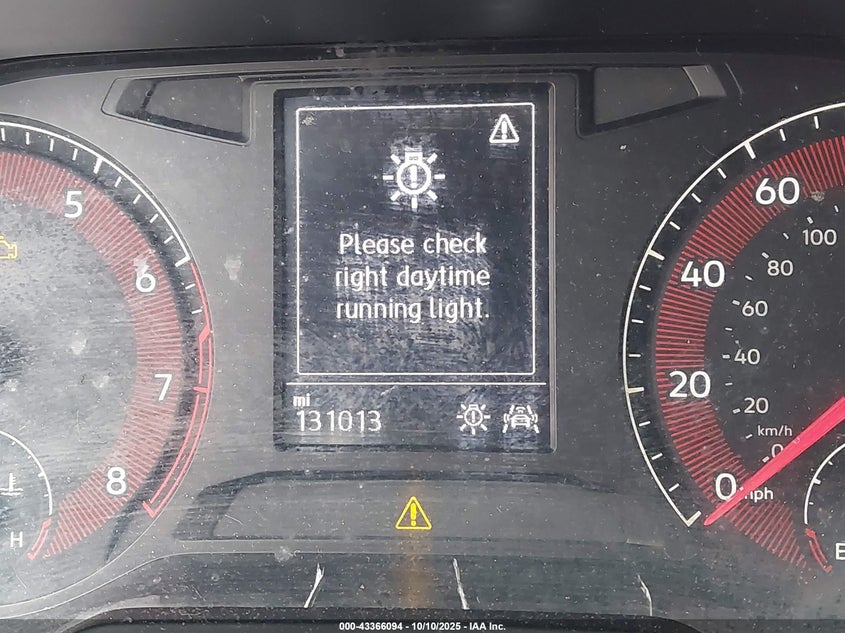 Please check
right daytime
running light.
mi
131013
5
6
7
8
H
60
40
20
0 mph
100
80
60
40
20
km/h
0
E
000-43366094 - 10/10/2025 - IAA Inc.